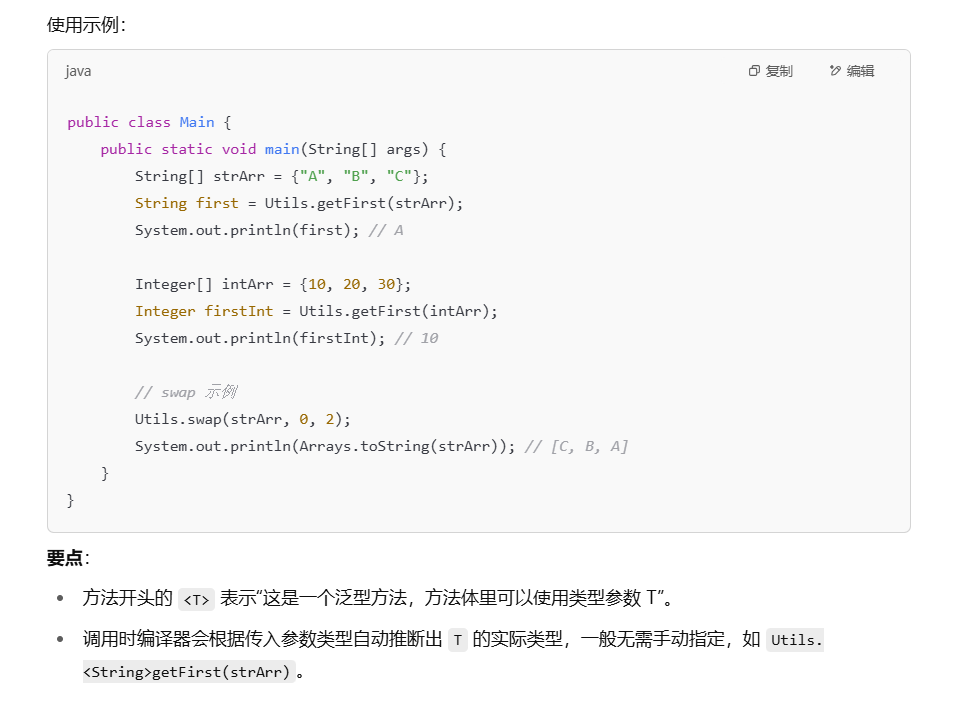 使用示例：
java 复制 编辑
public class Main {
    public static void main(String[] args) {
        String[] strArr = {"A", "B", "C"};
        String first = Utils.getFirst(strArr);
        System.out.println(first); // A
        Integer[] intArr = {10, 20, 30};
        Integer firstInt = Utils.getFirst(intArr);
        System.out.println(firstInt); // 10
        // swap 示例
        Utils.swap(strArr, 0, 2);
        System.out.println(Arrays.toString(strArr)); // [C, B, A]
    }
}
要点：
• 方法开头的 <T> 表示“这是一个泛型方法，方法体里可以使用类型参数 T”。
• 调用时编译器会根据传入参数类型自动推断出 T 的实际类型，一般无需手动指定，如 Utils.
<String>getFirst(strArr)。